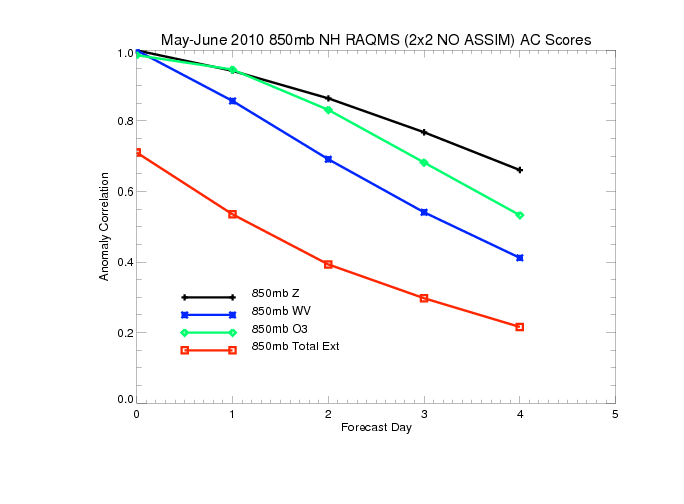 May-June 2010 850mb NH RAQMS (2x2 NO ASSIM) AC Scores
1.0
0.8
0.6
0.4
0.2
0.0
Anomaly Correlation
850mb Z
850mb WV
850mb O3
850mb Total Ext
0 1 2 3 4 5
Forecast Day